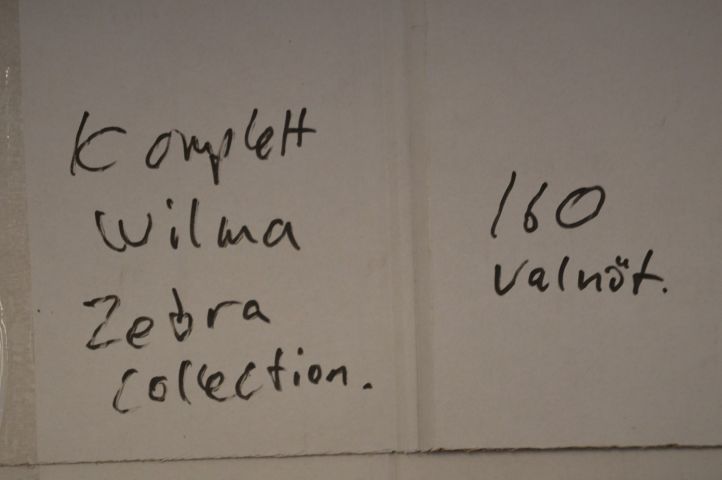 Komplett
Wilma
Zebra
Collection.
160
Valnöt.